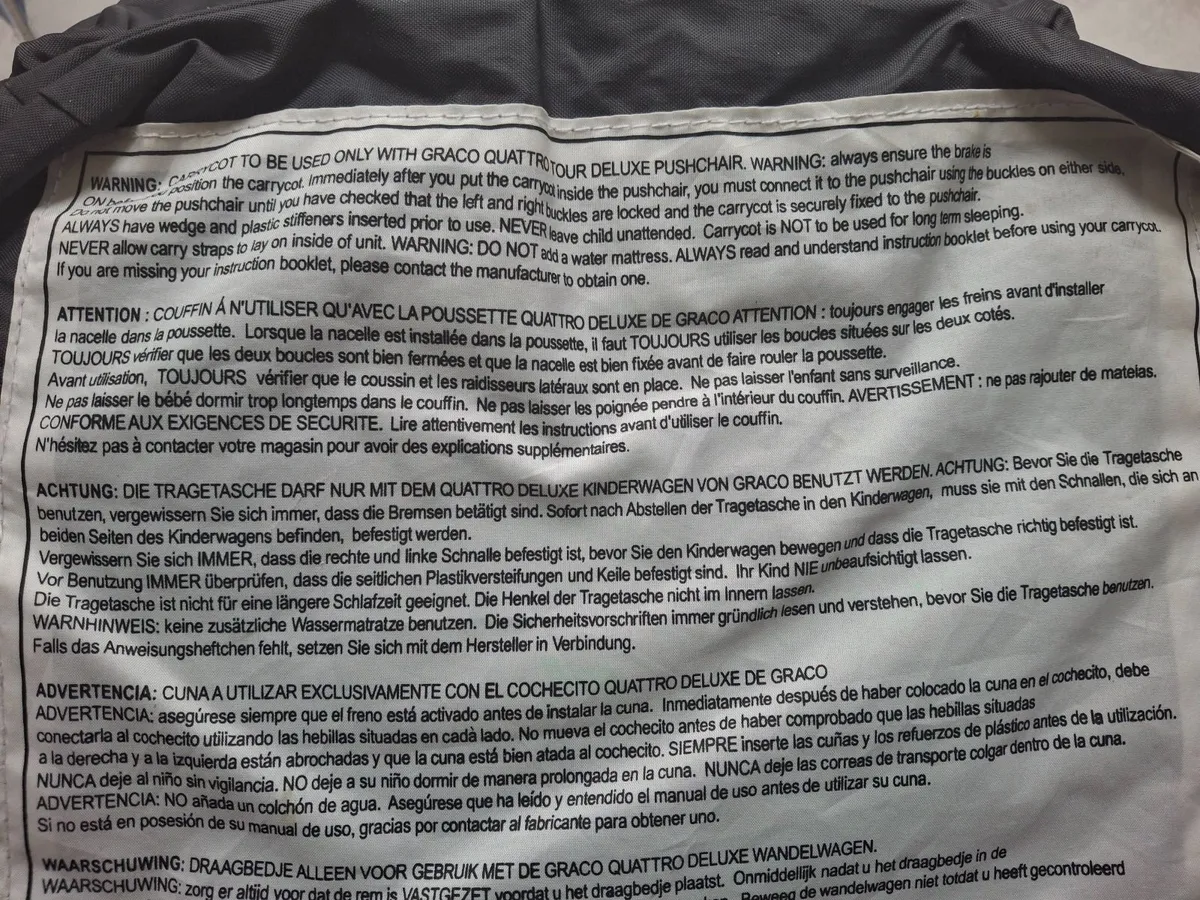 WARNING: CARRYCOT TO BE USED ONLY WITH GRACO QUATTRO TOUR DELUXE PUSHCHAIR. WARNING: always ensure the brake is
ON position the carrycot. Immediately after you put the carrycot inside the pushchair, you must connect it to the pushchair using the buckles on either side.
Do not move the pushchair until you have checked that the left and right buckles are locked and the carrycot is securely fixed to the pushchair.
ALWAYS have wedge and plastic stiffeners inserted prior to use. NEVER leave child unattended. Carrycot is NOT to be used for long term sleeping.
NEVER allow carry straps to lay on inside of unit. WARNING: DO NOT add a water mattress. ALWAYS read and understand instruction booklet before using your carrycot.
If you are missing your instruction booklet, please contact the manufacturer to obtain one.
ATTENTION : COUFFIN Á N'UTILISER QU'AVEC LA POUSSETTE QUATTRO DELUXE DE GRACO ATTENTION : toujours engager les freins avant d'installer
la nacelle dans la poussette. Lorsque la nacelle est installée dans la poussette, il faut TOUJOURS utiliser les boucles situées sur les deux cotés.
TOUJOURS vérifier que les deux boucles sont bien fermées et que la nacelle est bien fixée avant de faire rouler la poussette.
Avant utilisation, TOUJOURS vérifier que le coussin et les raidisseurs latéraux sont en place. Ne pas laisser l'enfant sans surveillance.
Ne pas laisser le bébé dormir trop longtemps dans le couffin. Ne pas laisser les poignée pendre à l'intérieur du couffin. AVERTISSEMENT : ne pas rajouter de matelas.
CONFORME AUX EXIGENCES DE SECURITE. Lire attentivement les instructions avant d'utiliser le couffin.
N'hésitez pas à contacter votre magasin pour avoir des explications supplémentaires.
ACHTUNG: DIE TRAGETASCHE DARF NUR MIT DEM QUATTRO DELUXE KINDERWAGEN VON GRACO BENUTZT WERDEN. ACHTUNG: Bevor Sie die Tragetasche
benutzen, vergewissern Sie sich immer, dass die Bremsen betätigt sind. Sofort nach Abstellen der Tragetasche in den Kinderwagen, muss sie mit den Schnallen, die sich an
beiden Seiten des Kinderwagens befinden, befestigt werden.
Vergewissern Sie sich IMMER, dass die rechte und linke Schnalle befestigt ist, bevor Sie den Kinderwagen bewegen und dass die Tragetasche richtig befestigt ist.
Vor Benutzung IMMER überprüfen, dass die seitlichen Plastikversteifungen und Keile befestigt sind. Ihr Kind NIE unbeaufsichtigt lassen.
Die Tragetasche ist nicht für eine längere Schlafzeit geeignet. Die Henkel der Tragetasche nicht im Innern lassen.
WARNHINWEIS: keine zusätzliche Wassermatratze benutzen. Die Sicherheitsvorschriften immer gründlich lesen und verstehen, bevor Sie die Tragetasche benutzen.
Falls das Anweisungsheftchen fehlt, setzen Sie sich mit dem Hersteller in Verbindung.
ADVERTENCIA: CUNA A UTILIZAR EXCLUSIVAMENTE CON EL COCHECITO QUATTRO DELUXE DE GRACO
ADVERTENCIA: asegúrese siempre que el freno está activado antes de instalar la cuna. Inmediatamente después de haber colocado la cuna en el cochecito, debe
conectarla al cochecito utilizando las hebillas situadas en cadà lado. No mueva el cochecito antes de haber comprobado que las hebillas situadas
a la derecha y a la izquierda están abrochadas y que la cuna está bien atada al cochecito. SIEMPRE inserte las cuñas y los refuerzos de plástico antes de la utilización.
NUNCA deje al niño sin vigilancia. NO deje a su niño dormir de manera prolongada en la cuna. NUNCA deje las correas de transporte colgar dentro de la cuna.
ADVERTENCIA: NO añada un colchón de agua. Asegúrese que ha leído y entendido el manual de uso antes de utilizar su cuna.
Si no está en posesión de su manual de uso, gracias por contactar al fabricante para obtener uno.
WAARSCHUWING: DRAAGBEDJE ALLEEN VOOR GEBRUIK MET DE GRACO QUATTRO DELUXE WANDELWAGEN.
WAARSCHUWING: zorg er altijd voor dat de rem is VASTGEZET voordat u het draagbedje plaatst. Onmiddellijk nadat u het draagbedje in de
Beweeg de wandelwagen niet totdat u heeft gecontroleerd